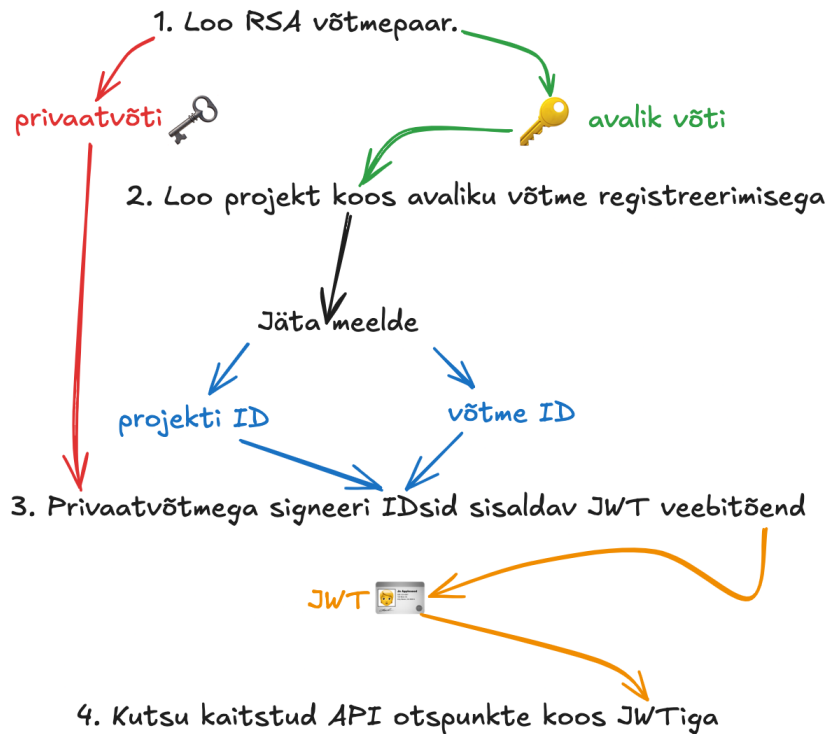 1. Loo RSA võtmepaar.
privaatvõti
avalik võti
2. Loo projekt koos avaliku võtme registreerimisega
Jäta meelde
projekti ID
võtme ID
3. Privaatvõtmega signeeri IDsid sisaldav JWT veebitõend
JWT
4. Kutsu kaitstud API otspunkte koos JWTiga